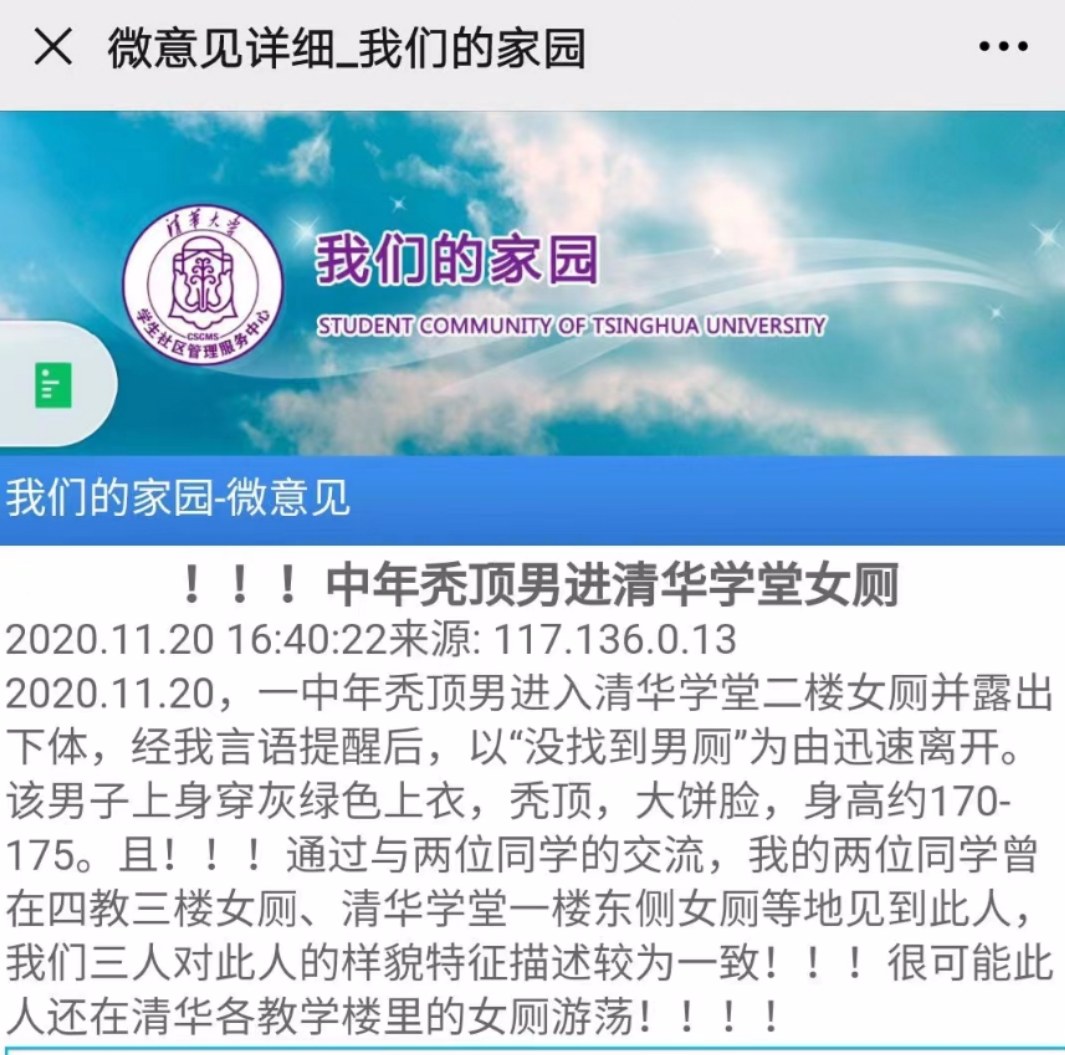 微意见详细_我们的家园
清华大学
学生社区管理服务中心
CSCMS
我们的家园
STUDENT COMMUNITY OF TSINGHUA UNIVERSITY
我们的家园-微意见
！！！中年秃顶男进清华学堂女厕
2020.11.20 16:40:22来源: 117.136.0.13
2020.11.20，一中年秃顶男进入清华学堂二楼女厕并露出
下体，经我言语提醒后，以“没找到男厕”为由迅速离开。
该男子上身穿灰绿色上衣，秃顶，大饼脸，身高约170-
175。且！！！通过与两位同学的交流，我的两位同学曾
在四教三楼女厕、清华学堂一楼东侧女厕等地见到此人，
我们三人对此人的样貌特征描述较为一致！！！很可能此
人还在清华各教学楼里的女厕游荡！！！！